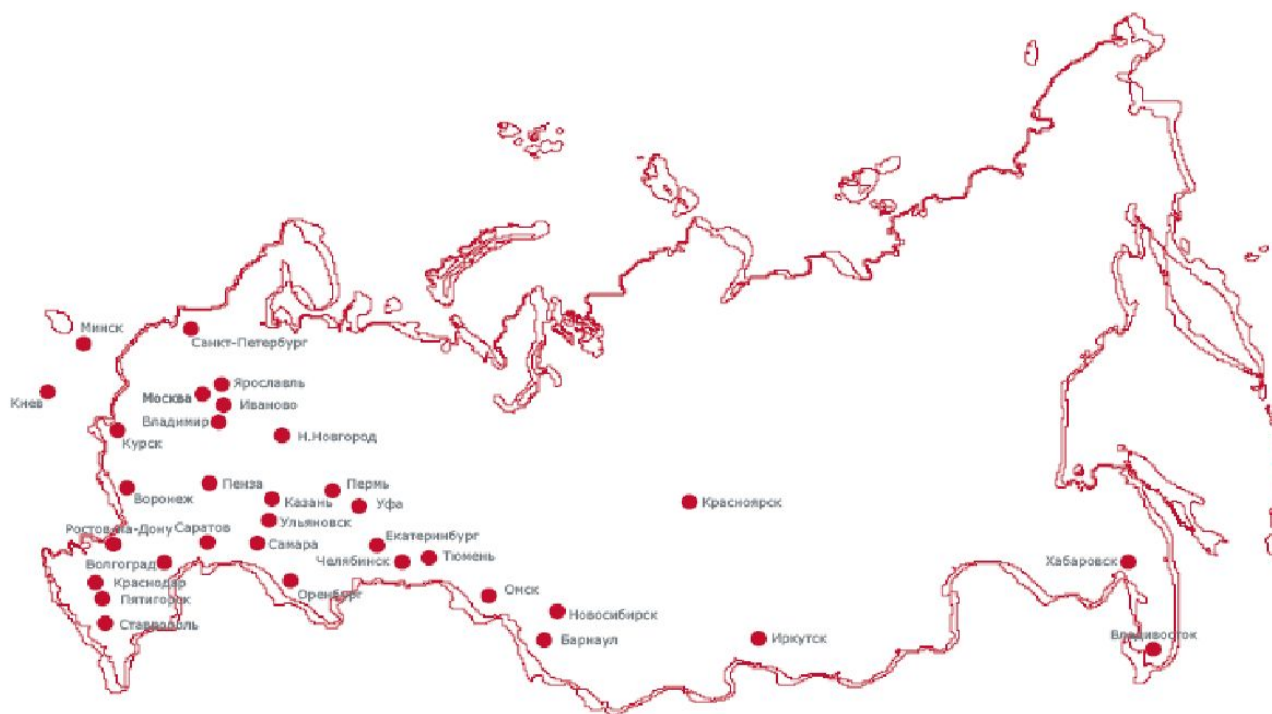 Минск
Санкт-Петербург
Ярославль
Москва
Киев
Иваново
Владимир
Н.Новгород
Курск
Пенза
Пермь
Воронеж
Казань
Уфа
Красноярск
Ульяновск
Ростов-на-Дону
Саратов
Екатеринбург
Самара
Волгоград
Челябинск
Тюмень
Хабаровск
Краснодар
Оренбург
Омск
Пятигорск
Новосибирск
Ставрополь
Барнаул
Иркутск
Владивосток